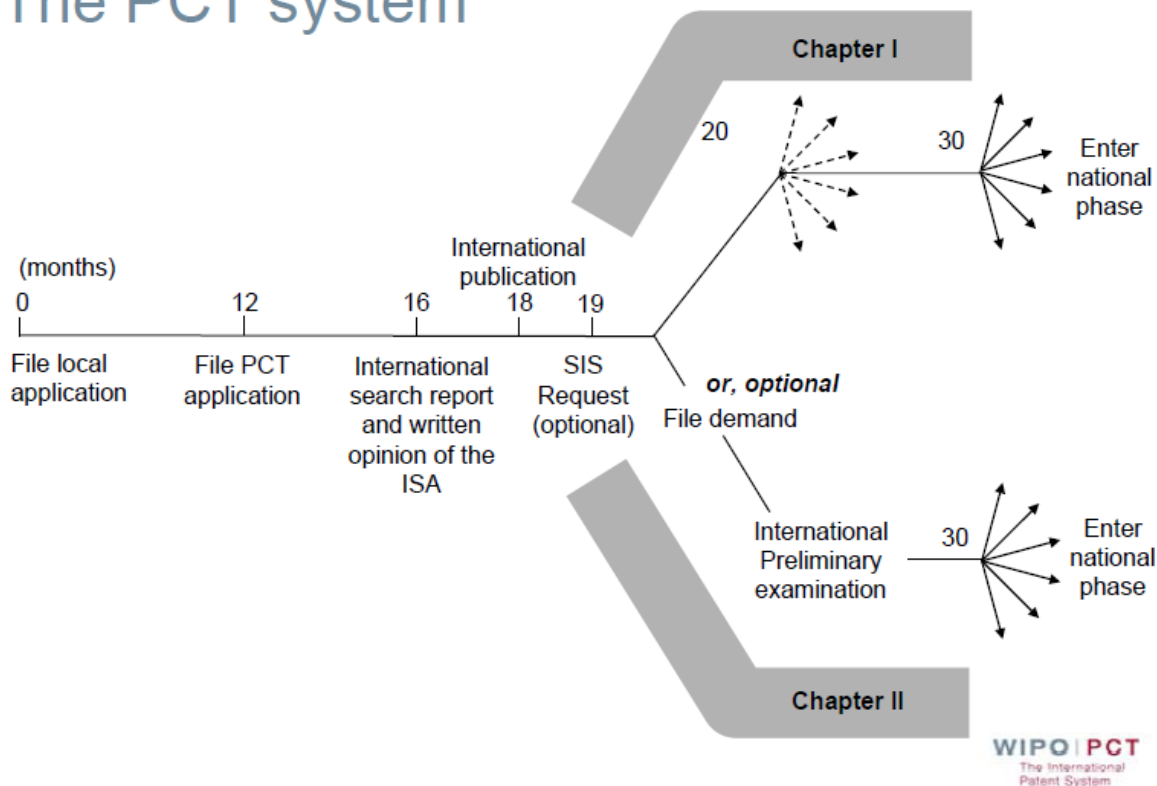 The PCT system
Chapter I
20
30
Enter
national
phase
International
publication
(months)
0
12
16
18
19
File local
application
File PCT
application
International
search report
and written
opinion of the
ISA
SIS
Request
(optional)
or, optional
File demand
International
Preliminary
examination
30
Enter
national
phase
Chapter II
WIPO | PCT
The International
Patent System